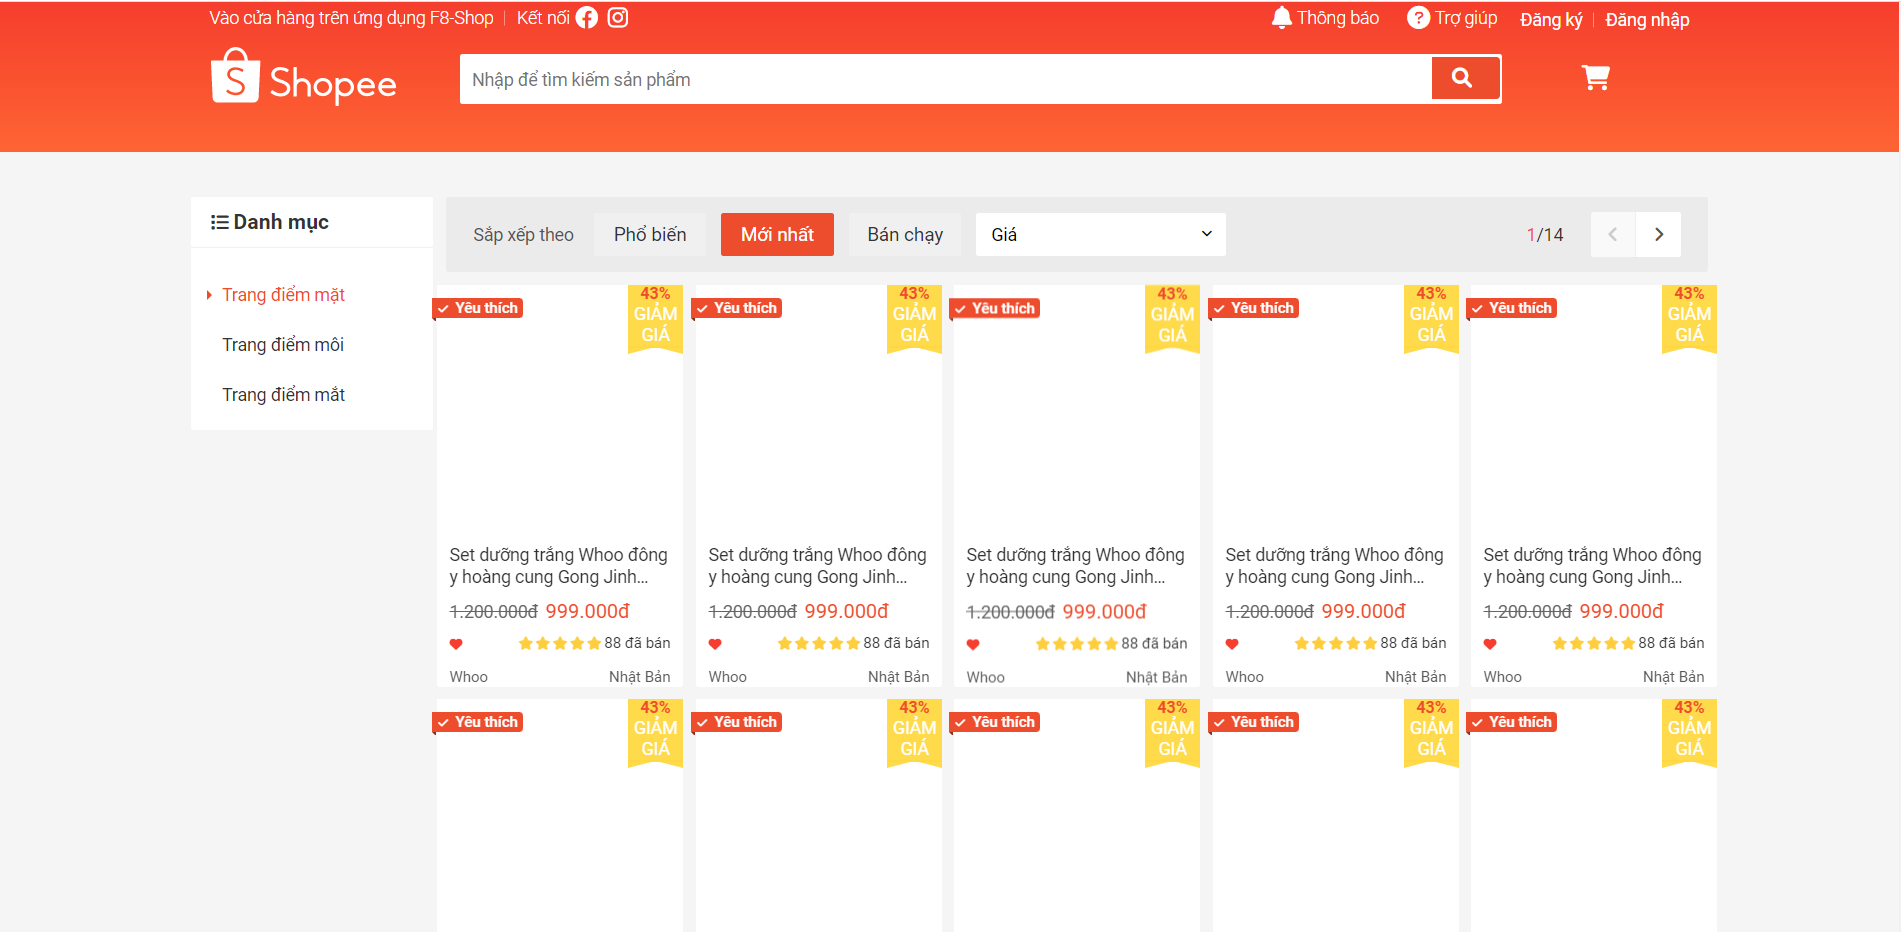 Vào cửa hàng trên ứng dụng F8-Shop Kết nối Thông báo Trợ giúp Đăng ký Đăng nhập
Shopee Nhập để tìm kiếm sản phẩm
Danh mục
Trang điểm mặt
Trang điểm môi
Trang điểm mắt
Sắp xếp theo Phổ biến Mới nhất Bán chạy Giá 1/14
Yêu thích 43% Yêu thích 43% Yêu thích 43% Yêu thích 43% Yêu thích 43%
GIẢM GIẢM GIẢM GIẢM GIẢM
GIÁ GIÁ GIÁ GIÁ GIÁ
Set dưỡng trắng Whoo đông Set dưỡng trắng Whoo đông Set dưỡng trắng Whoo đông Set dưỡng trắng Whoo đông Set dưỡng trắng Whoo đông
y hoàng cung Gong Jinh... y hoàng cung Gong Jinh... y hoàng cung Gong Jinh... y hoàng cung Gong Jinh... y hoàng cung Gong Jinh...
1.200.000đ 999.000đ 1.200.000đ 999.000đ 1.200.000đ 999.000đ 1.200.000đ 999.000đ 1.200.000đ 999.000đ
88 đã bán 88 đã bán 88 đã bán 88 đã bán 88 đã bán
Whoo Nhật Bản Whoo Nhật Bản Whoo Nhật Bản Whoo Nhật Bản Whoo Nhật Bản
Yêu thích 43% Yêu thích 43% Yêu thích 43% Yêu thích 43% Yêu thích 43%
GIẢM GIẢM GIẢM GIẢM GIẢM
GIÁ GIÁ GIÁ GIÁ GIÁ